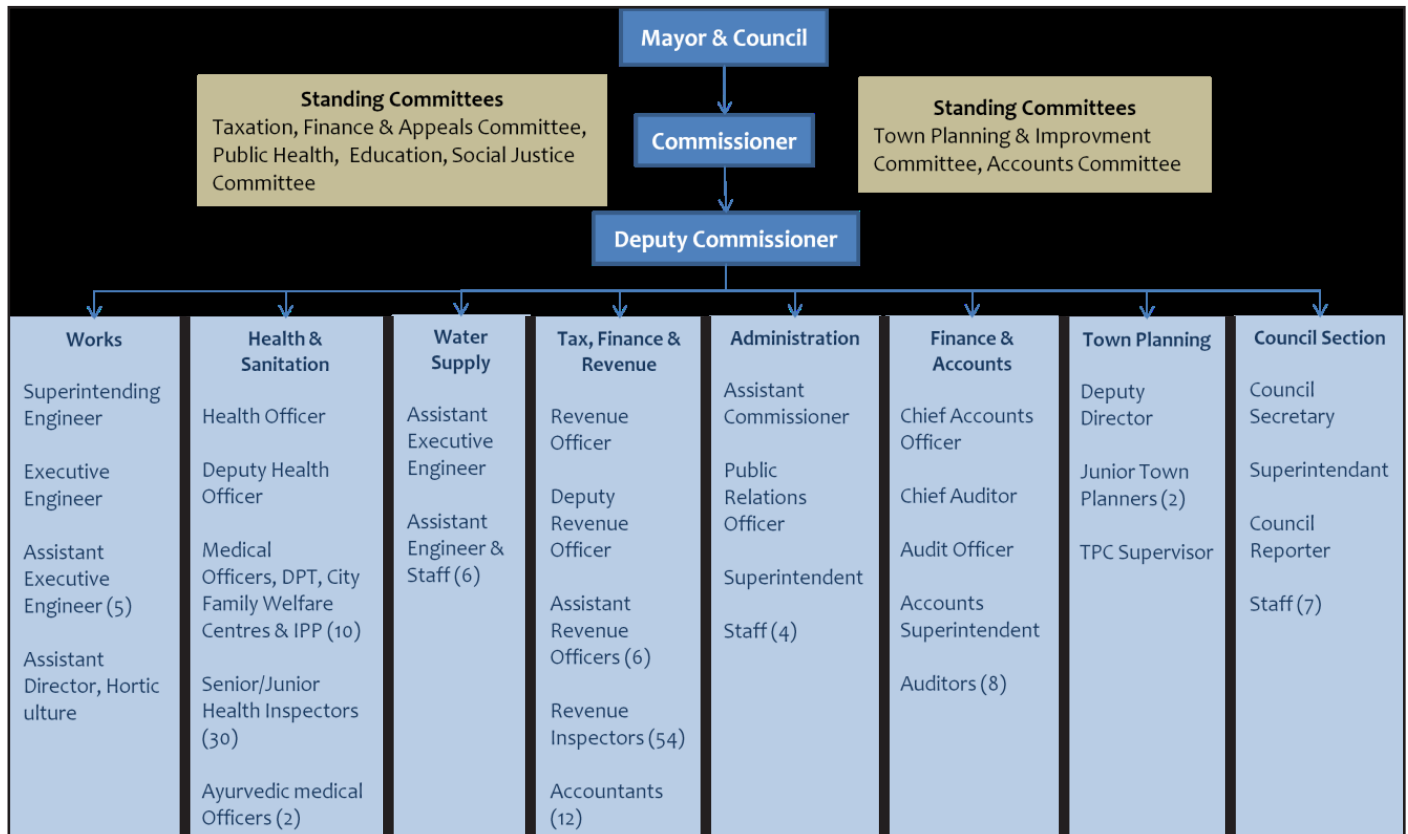 Mayor & Council
Standing Committees
Taxation, Finance & Appeals Committee,
Public Health, Education, Social Justice
Committee
Commissioner
Standing Committees
Town Planning & Improvment
Committee, Accounts Committee
Deputy Commissioner
Works
Superintending
Engineer
Executive
Engineer
Assistant
Executive
Engineer (5)
Assistant
Director, Hortic
ulture
Health &
Sanitation
Health Officer
Deputy Health
Officer
Medical
Officers, DPT, City
Family Welfare
Centres & IPP (10)
Senior/Junior
Health Inspectors
(30)
Ayurvedic medical
Officers (2)
Water
Supply
Assistant
Executive
Engineer
Assistant
Engineer &
Staff (6)
Tax, Finance &
Revenue
Revenue
Officer
Deputy
Revenue
Officer
Assistant
Revenue
Officers (6)
Revenue
Inspectors (54)
Accountants
(12)
Administration
Assistant
Commissioner
Public
Relations
Officer
Superintendent
Staff (4)
Finance &
Accounts
Chief Accounts
Officer
Chief Auditor
Audit Officer
Accounts
Superintendent
Auditors (8)
Town Planning
Deputy
Director
Junior Town
Planners (2)
TPC Supervisor
Council Section
Council
Secretary
Superintendant
Council
Reporter
Staff (7)